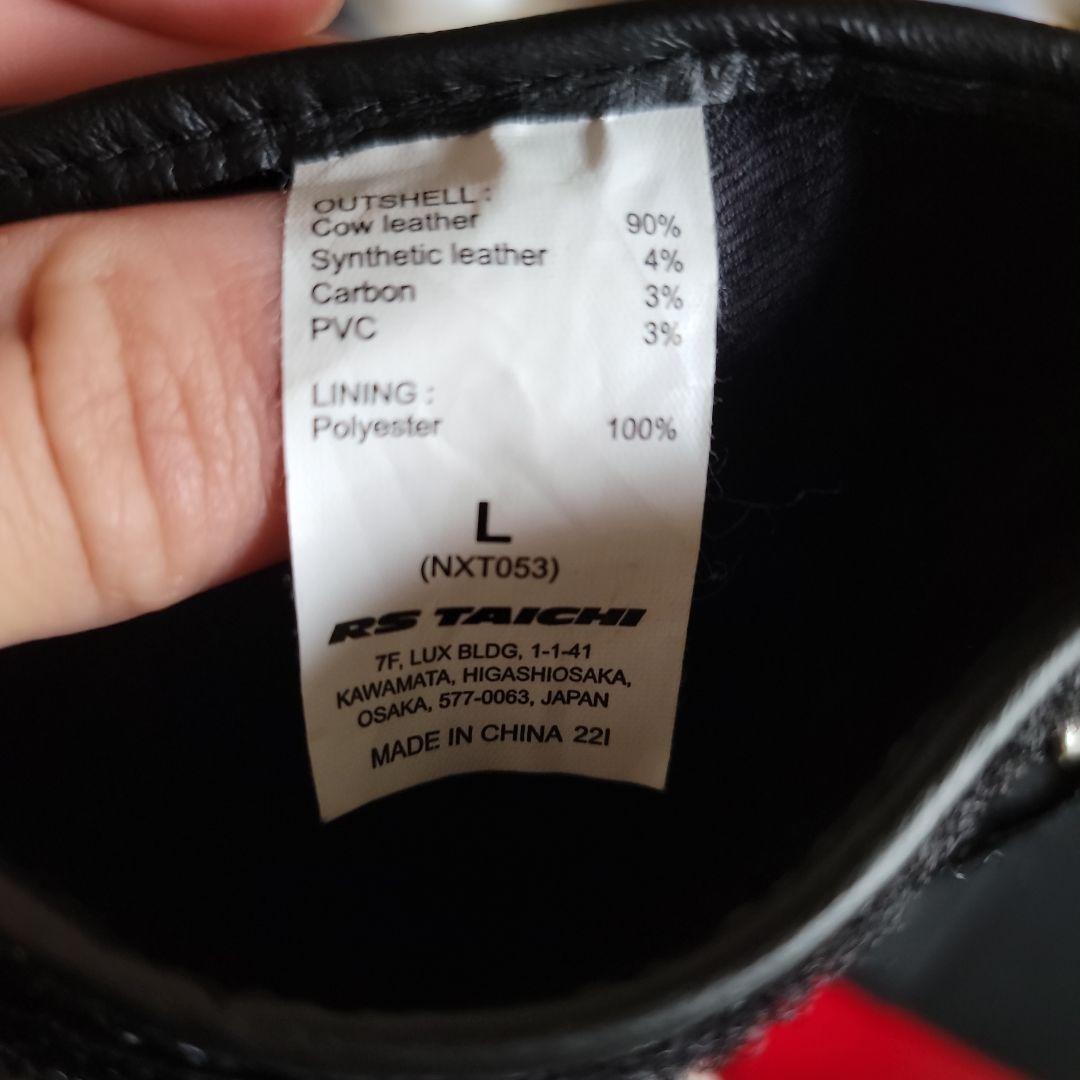 OUTSHELL :
Cow leather 90%
Synthetic leather 4%
Carbon 3%
PVC 3%
LINING :
Polyester 100%
L
(NXT053)
RS TAICHI
7F, LUX BLDG, 1-1-41
KAWAMATA, HIGASHIOSAKA,
OSAKA, 577-0063, JAPAN
MADE IN CHINA 22I